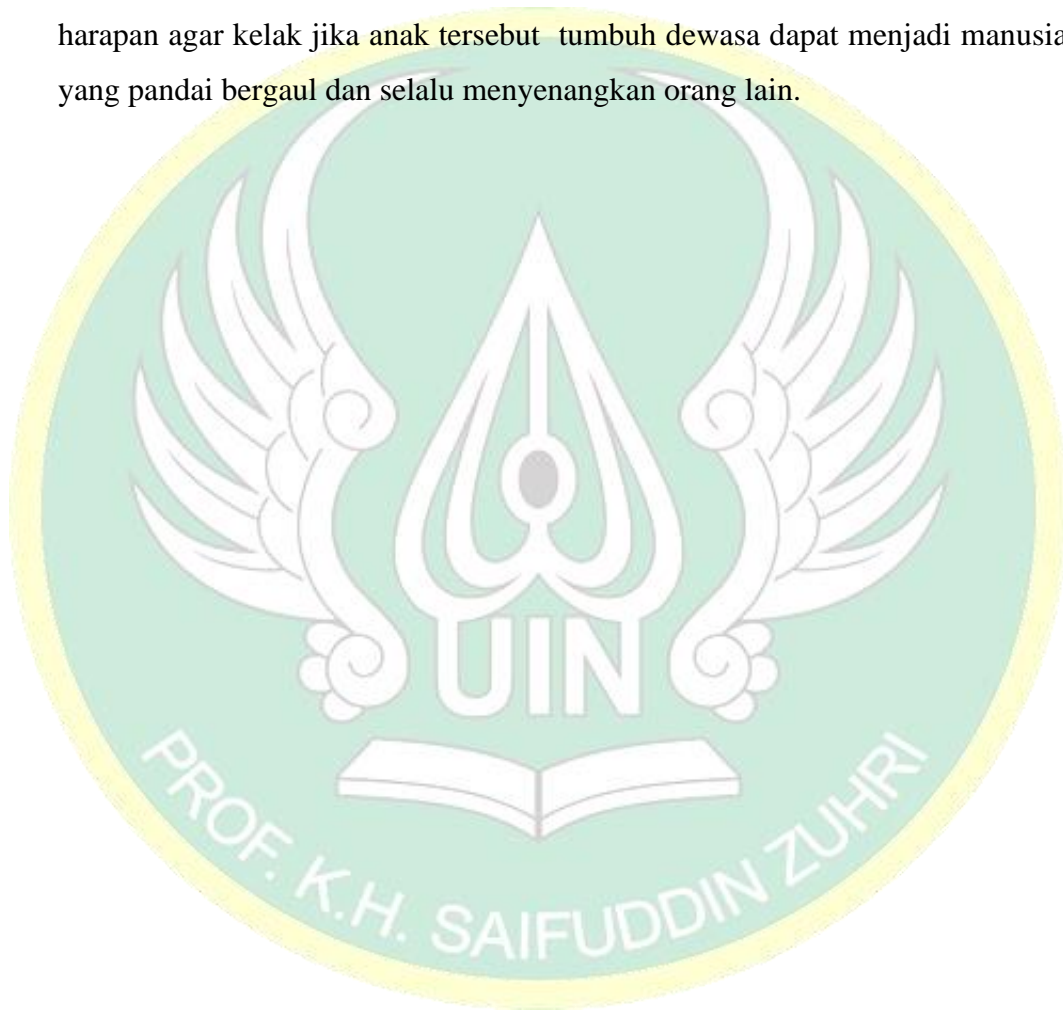 harapan agar kelak jika anak tersebut tumbuh dewasa dapat menjadi manusia
yang pandai bergaul dan selalu menyenangkan orang lain.
UIN
PROF. K.H. SAIFUDDIN ZUHRI